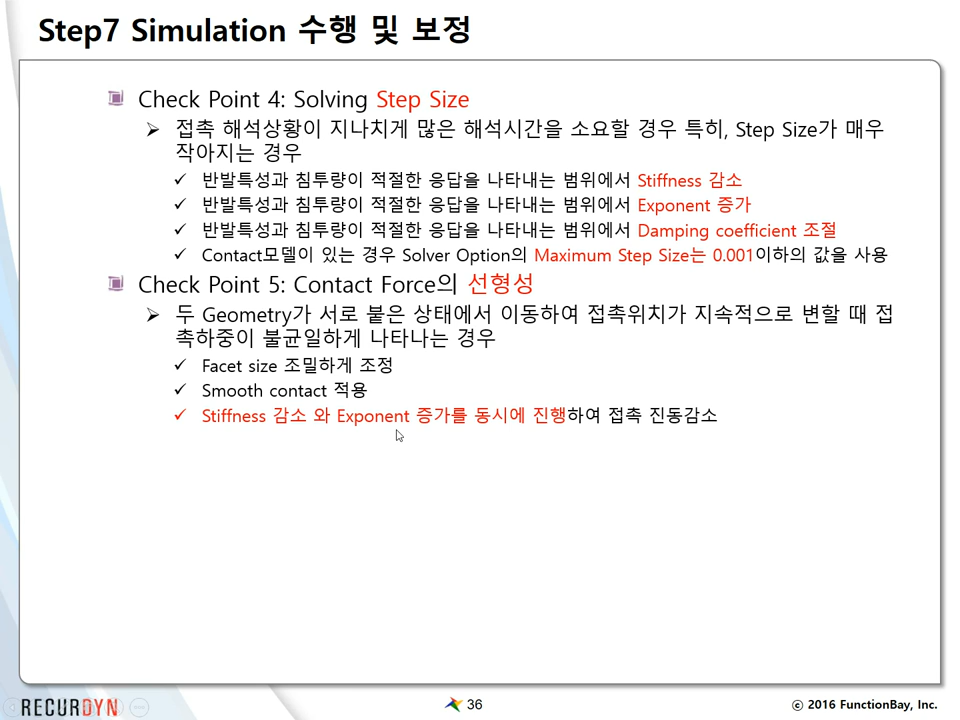 Step7 Simulation 수행 및 보정
Check Point 4: Solving Step Size
접촉 해석상황이 지나치게 많은 해석시간을 소요할 경우 특히, Step Size가 매우
작아지는 경우
반발특성과 침투량이 적절한 응답을 나타내는 범위에서 Stiffness 감소
반발특성과 침투량이 적절한 응답을 나타내는 범위에서 Exponent 증가
반발특성과 침투량이 적절한 응답을 나타내는 범위에서 Damping coefficient 조절
Contact모델이 있는 경우 Solver Option의 Maximum Step Size는 0.001이하의 값을 사용
Check Point 5: Contact Force의 선형성
두 Geometry가 서로 붙은 상태에서 이동하여 접촉위치가 지속적으로 변할 때 접
촉하중이 불균일하게 나타나는 경우
Facet size 조밀하게 조정
Smooth contact 적용
Stiffness 감소 와 Exponent 증가를 동시에 진행하여 접촉 진동감소
RECURDYN
36
© 2016 FunctionBay, Inc.